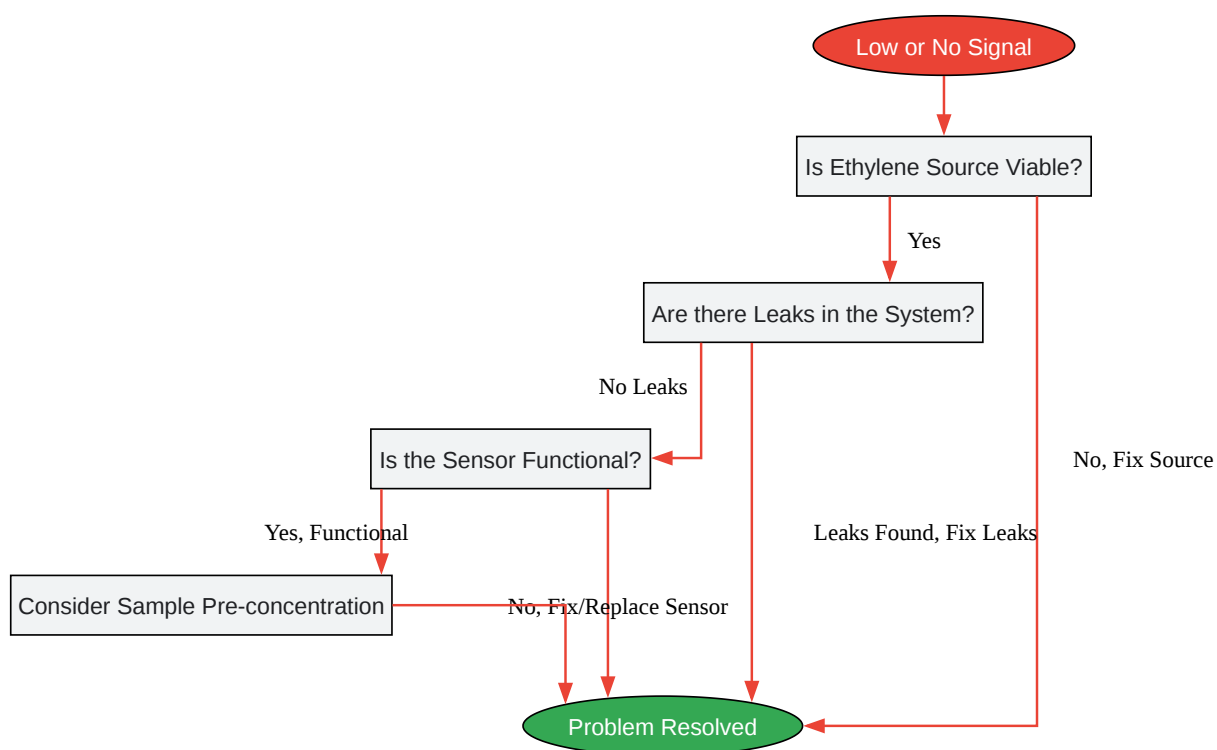 Low or No Signal
Is Ethylene Source Viable?
Yes
Are there Leaks in the System?
No Leaks
Is the Sensor Functional?
No, Fix Source
Yes, Functional
Leaks Found, Fix Leaks
Consider Sample Pre-concentration
No, Fix/Replace Sensor
Problem Resolved